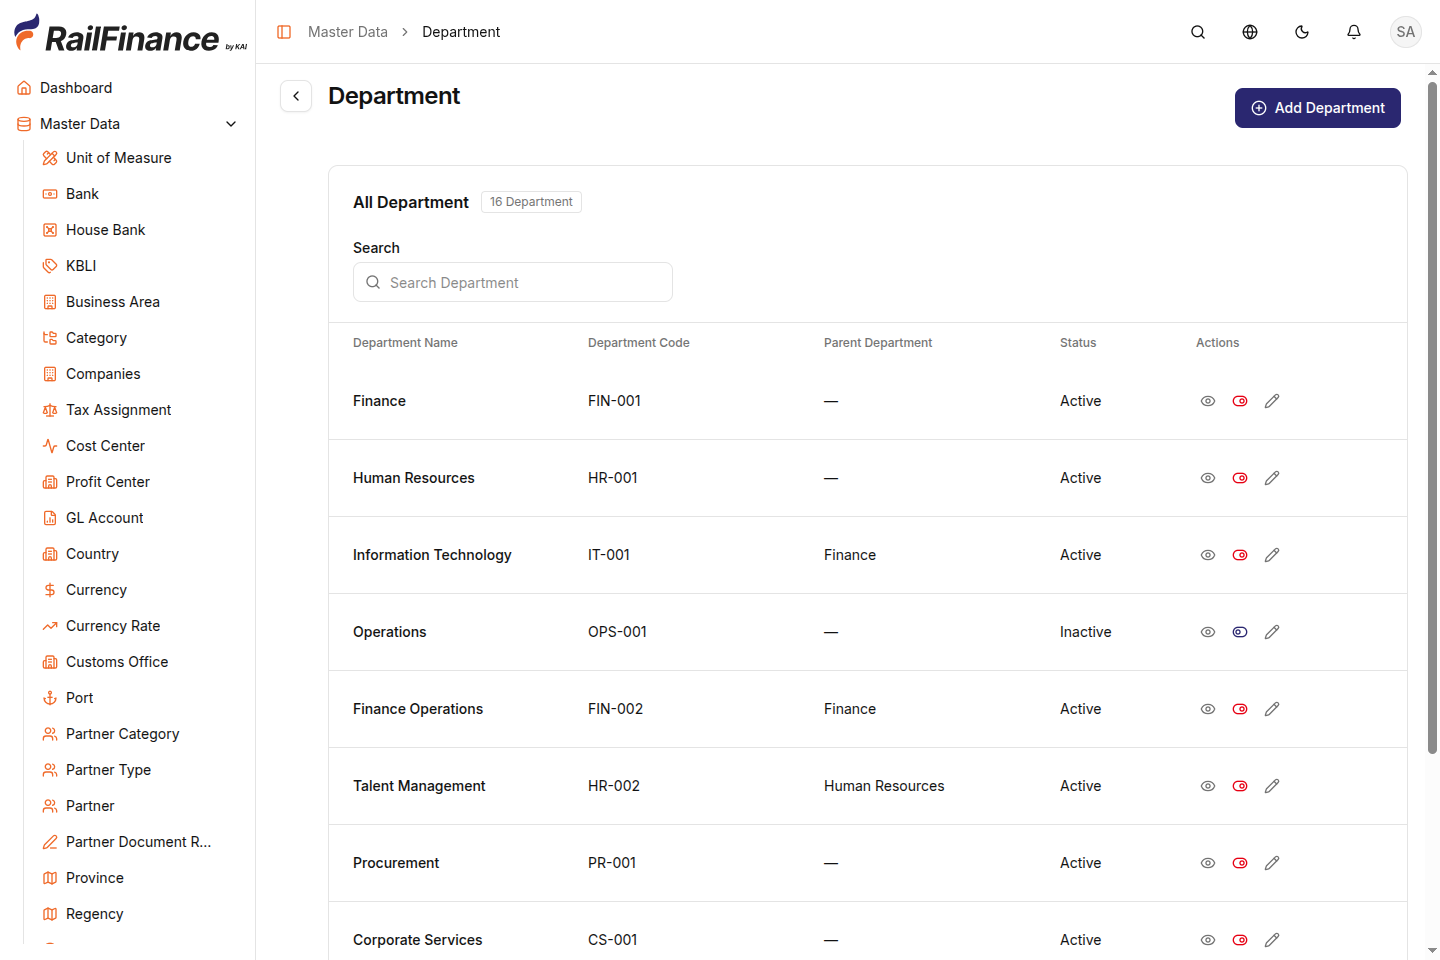 RailFinance by KAI
Master Data > Department
SA
Dashboard
Master Data
Unit of Measure
Bank
House Bank
KBLI
Business Area
Category
Companies
Tax Assignment
Cost Center
Profit Center
GL Account
Country
Currency
Currency Rate
Customs Office
Port
Partner Category
Partner Type
Partner
Partner Document R...
Province
Regency
Department
Add Department
All Department 16 Department
Search
Search Department
Department Name Department Code Parent Department Status Actions
Finance FIN-001 — Active
Human Resources HR-001 — Active
Information Technology IT-001 Finance Active
Operations OPS-001 — Inactive
Finance Operations FIN-002 Finance Active
Talent Management HR-002 Human Resources Active
Procurement PR-001 — Active
Corporate Services CS-001 — Active